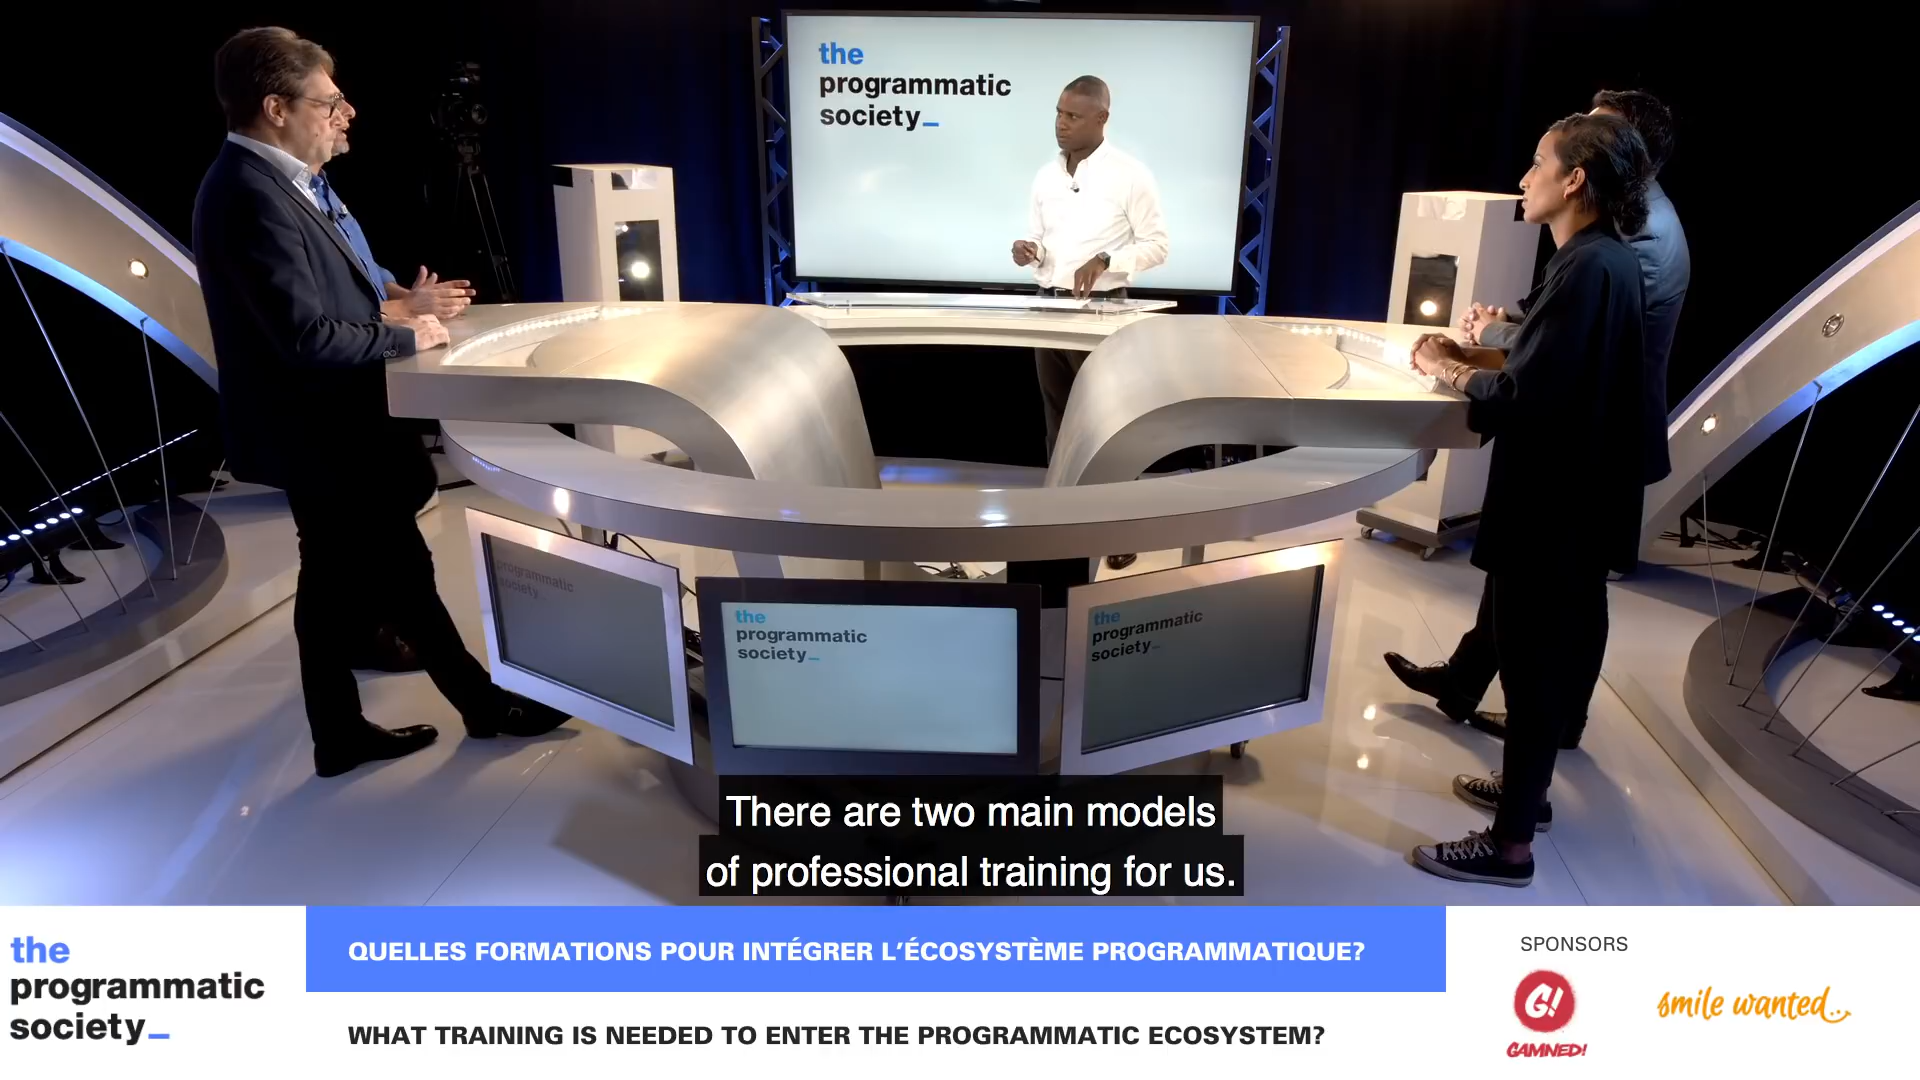 the
programmatic
society_
programmatic
society
the
programmatic
society_
the
programmatic
society_
There are two main models
of professional training for us.
the
programmatic
society_
QUELLES FORMATIONS POUR INTÉGRER L’ÉCOSYSTÈME PROGRAMMATIQUE?
WHAT TRAINING IS NEEDED TO ENTER THE PROGRAMMATIC ECOSYSTEM?
SPONSORS
G!
GAMNED!
smile wanted